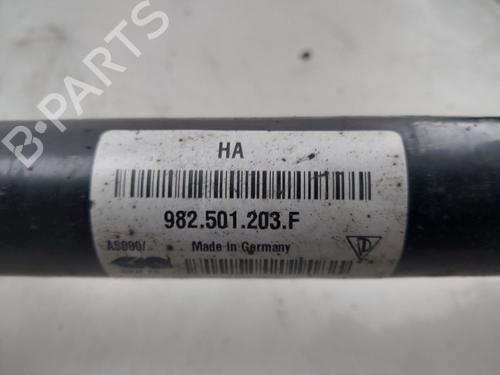 B-PARTS
HA
982.501.203.F
AS990/
Made in Germany